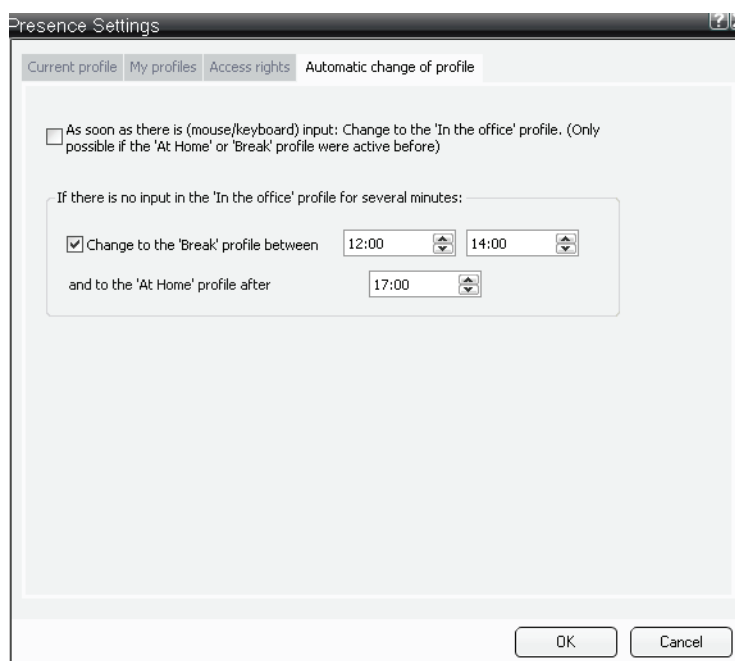 Presence Settings
?
Current profile My profiles Access rights Automatic change of profile
As soon as there is (mouse/keyboard) input: Change to the 'In the office' profile. (Only
possible if the 'At Home' or 'Break' profile were active before)
If there is no input in the 'In the office' profile for several minutes:
Change to the 'Break' profile between 12:00 14:00
and to the 'At Home' profile after 17:00
OK Cancel